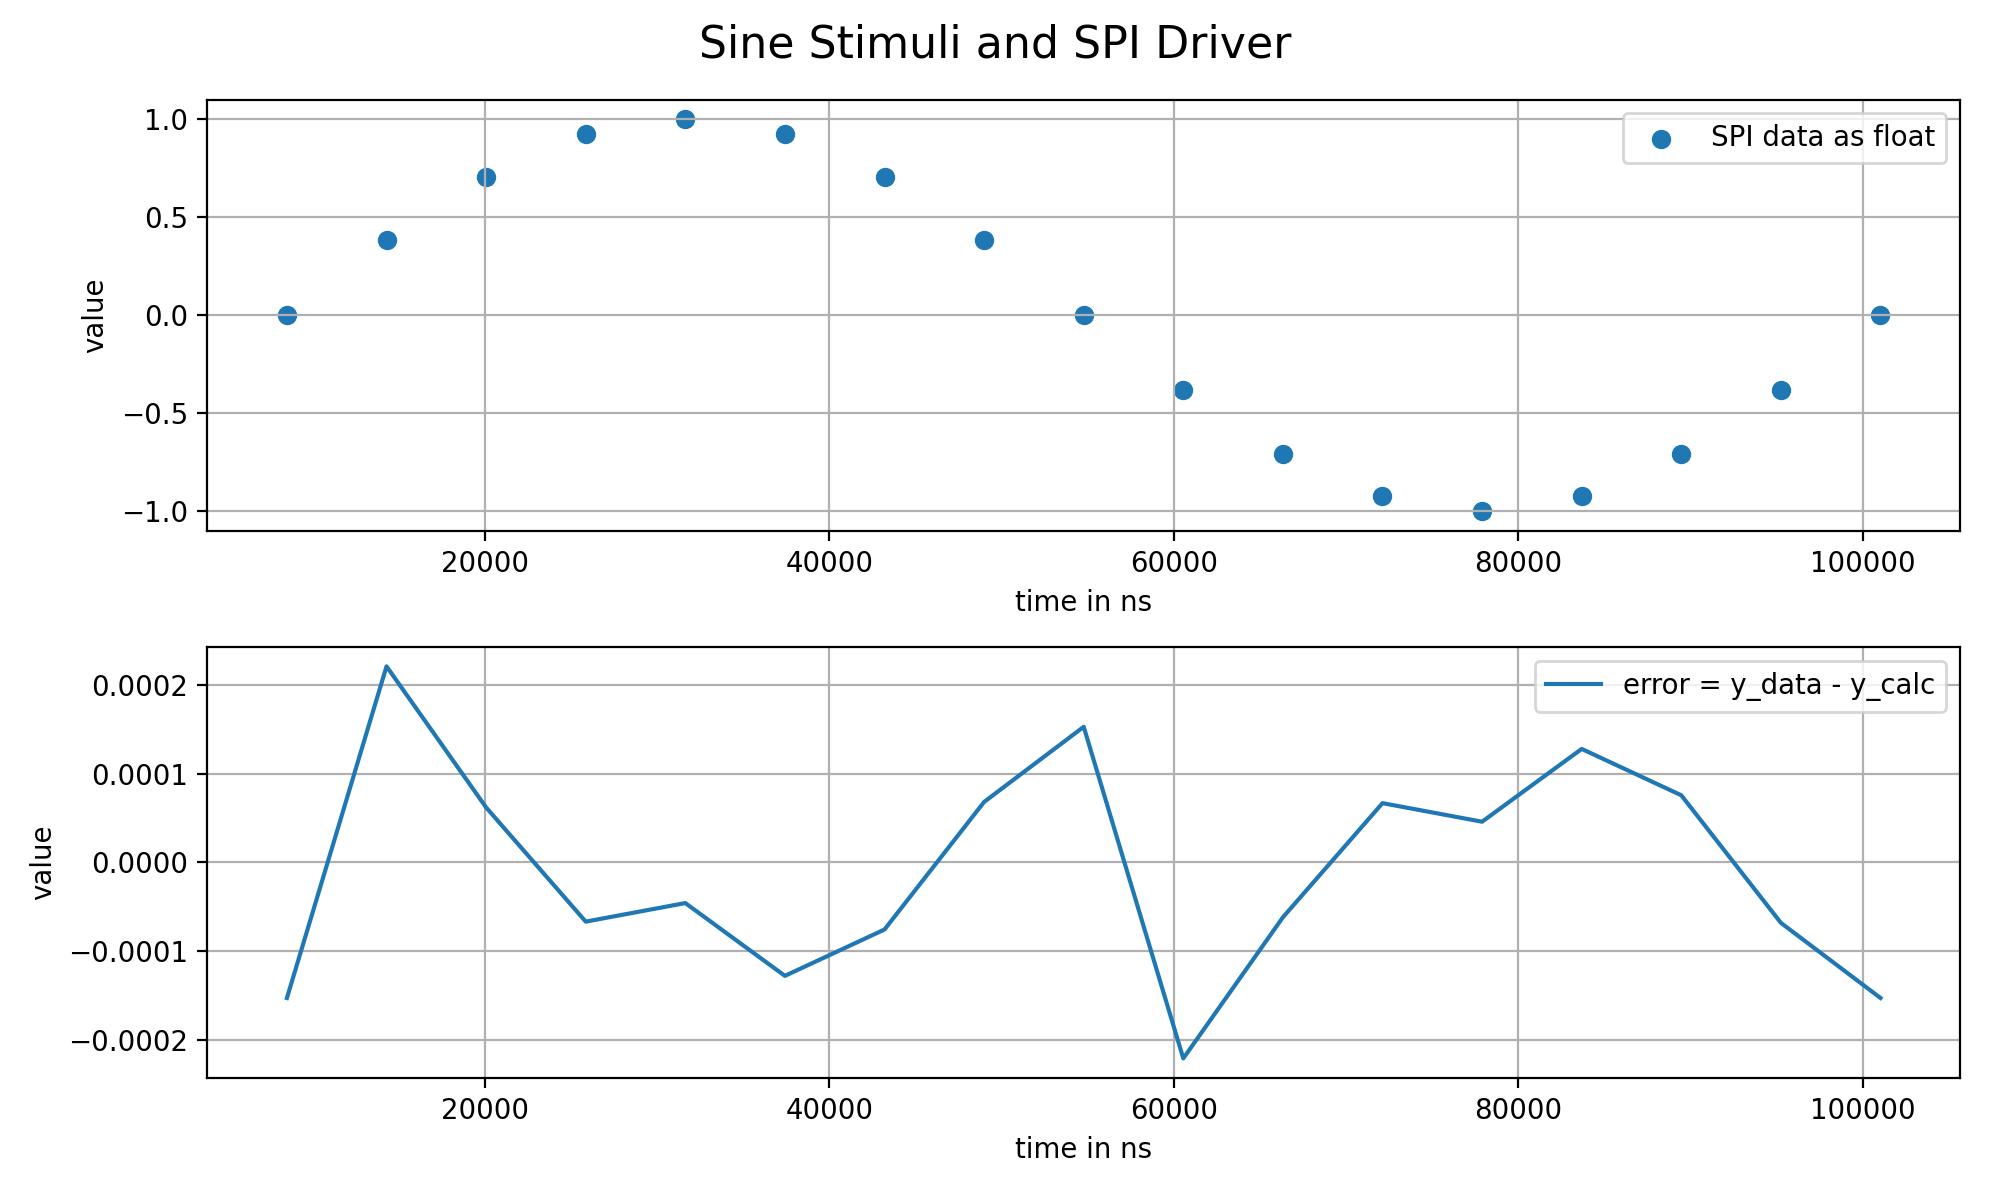 Sine Stimuli and SPI Driver
1.0
0.5
0.0
−0.5
−1.0
value
SPI data as float
20000 40000 60000 80000 100000
time in ns
0.0002
0.0001
0.0000
−0.0001
−0.0002
value
error = y_data - y_calc
20000 40000 60000 80000 100000
time in ns